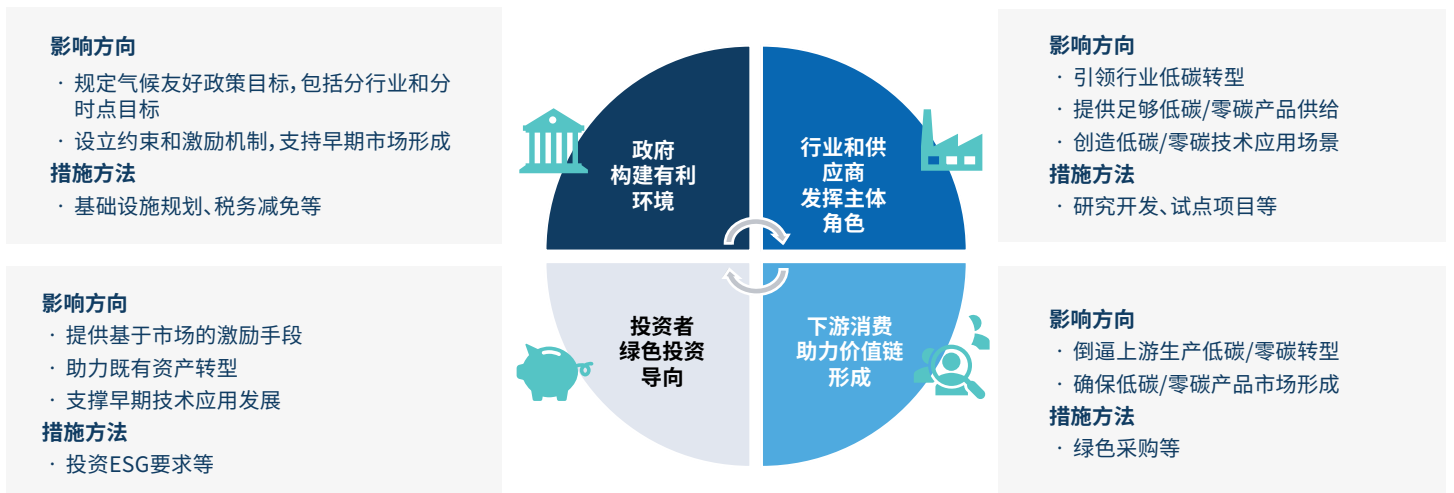 影响方向
· 规定气候友好政策目标，包括分行业和分
时点目标
· 设立约束和激励机制，支持早期市场形成
措施方法
· 基础设施规划、税务减免等
政府
构建有利
环境
行业和供
应商
发挥主体
角色
影响方向
· 引领行业低碳转型
· 提供足够低碳/零碳产品供给
· 创造低碳/零碳技术应用场景
措施方法
· 研究开发、试点项目等
影响方向
· 提供基于市场的激励手段
· 助力既有资产转型
· 支撑早期技术应用发展
措施方法
· 投资ESG要求等
投资者
绿色投资
导向
下游消费
助力价值链
形成
影响方向
· 倒逼上游生产低碳/零碳转型
· 确保低碳/零碳产品市场形成
措施方法
· 绿色采购等